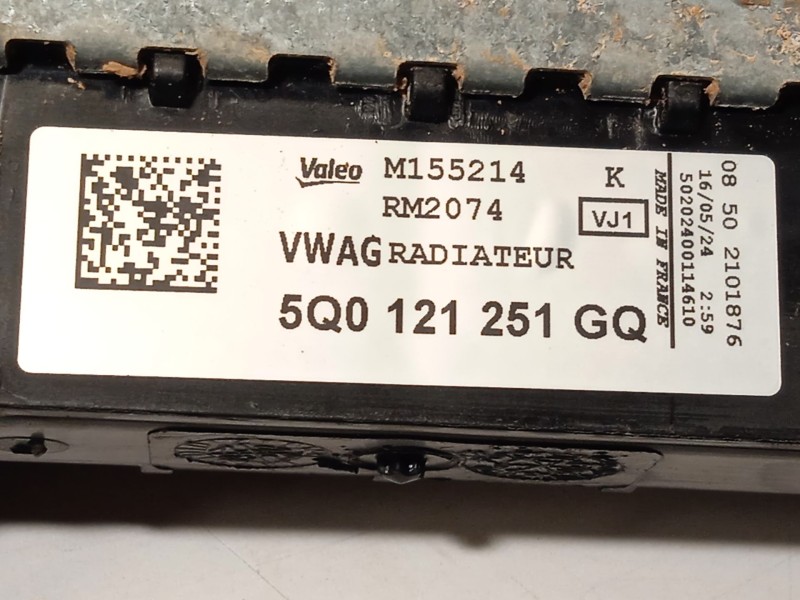 Valeo M155214 K
RM2074 VJ1
VWAG RADIATEUR
5Q0 121 251 GQ
MADE IN FRANCE
50202400114610
16/05/24 2:59
08 50 2101876